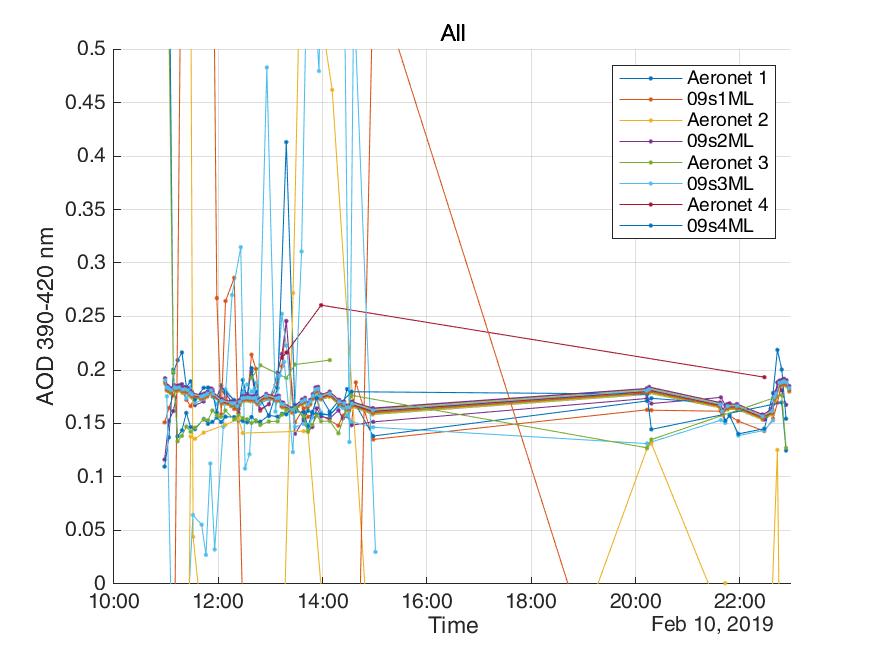 All
0.5
0.45
0.4
0.35
0.3
0.25
0.2
0.15
0.1
0.05
0
AOD 390-420 nm
Aeronet 1
09s1ML
Aeronet 2
09s2ML
Aeronet 3
09s3ML
Aeronet 4
09s4ML
10:00 12:00 14:00 16:00 18:00 20:00 22:00
Time
Feb 10, 2019